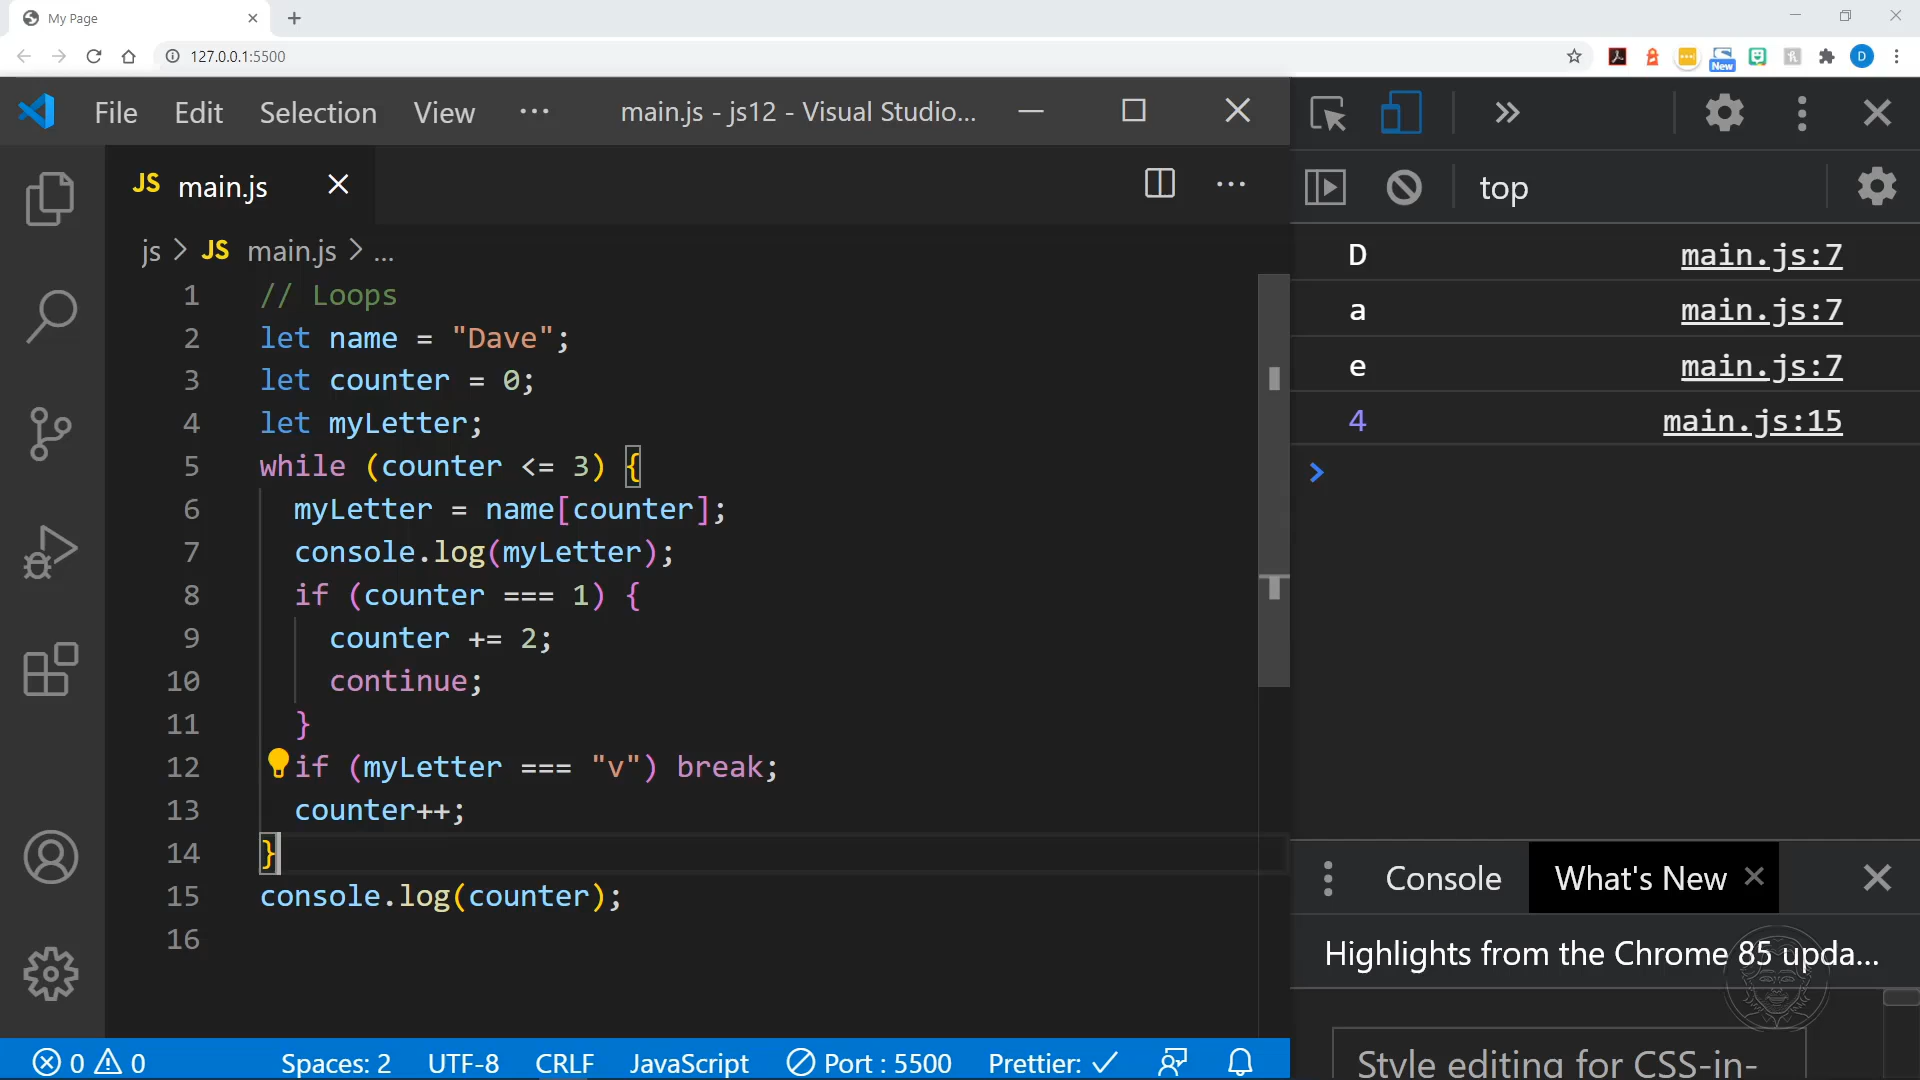 My Page
127.0.0.1:5500
New
D
File Edit Selection View ··· main.js - js12 - Visual Studio...
JS main.js
js > JS main.js > ...
1 // Loops
2 let name = "Dave";
3 let counter = 0;
4 let myLetter;
5 while (counter <= 3) {
6 myLetter = name[counter];
7 console.log(myLetter);
8 if (counter === 1) {
9 counter += 2;
10 continue;
11 }
12 if (myLetter === "v") break;
13 counter++;
14 }
15 console.log(counter);
16
0 0 Spaces: 2 UTF-8 CRLF JavaScript Port : 5500 Prettier: ✓
top
D main.js:7
a main.js:7
e main.js:7
4 main.js:15
>
Console What's New
Highlights from the Chrome 85 upda...
Style editing for CSS-in-